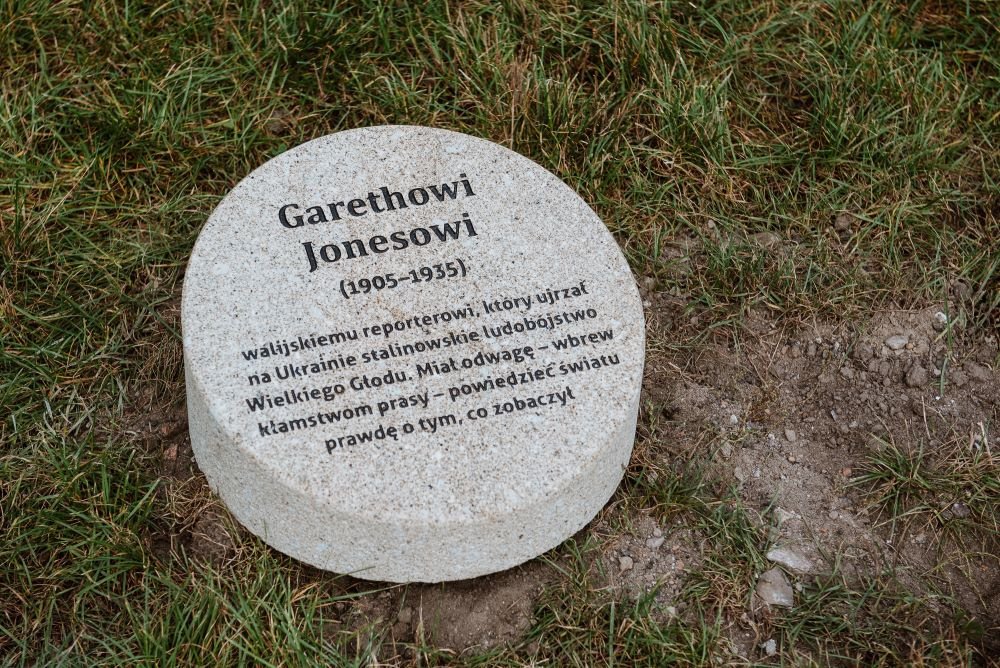 Garethowi
Jonesowi
(1905–1935)
walijskiemu reporterowi, który ujrzał
na Ukrainie stalinowskie ludobójstwo
Wielkiego Głodu. Miał odwagę – wbrew
kłamstwom prasy – powiedzieć światu
prawdę o tym, co zobaczył